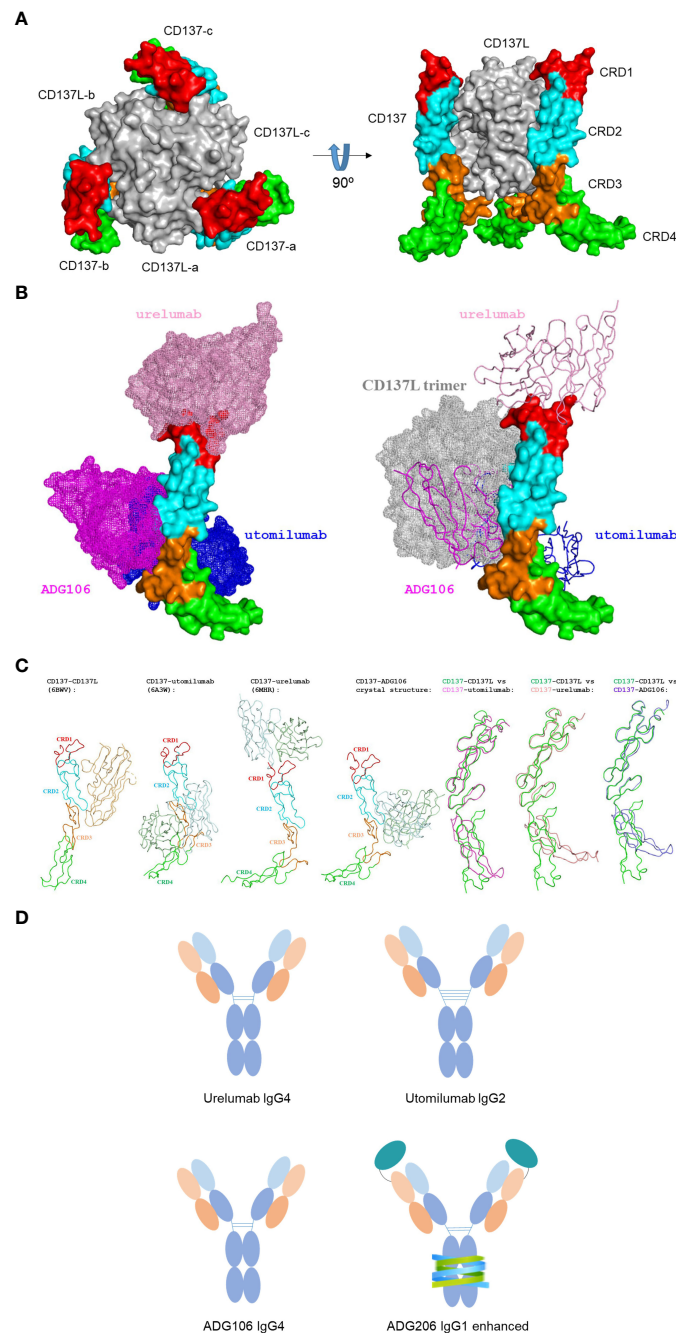 A
CD137-c
CD137L-b
CD137L-c
CD137-b
CD137L-a
CD137-a
90º
CD137L
CRD1
CD137
CRD2
CRD3
CRD4
B
urelumab
utomilumab
ADG106
urelumab
CD137L trimer
utomilumab
ADG106
C
CD137-CD137L
(6BWV):
CD137-utomilumab
(6A3W):
CD137-urelumab
(6MHR):
CD137-ADG106
crystal structure:
CD137-CD137L vs
CD137-utomilumab:
CD137-CD137L vs
CD137-urelumab:
CD137-CD137L vs
CD137-ADG106:
CRD1
CRD2
CRD3
CRD4
CRD1
CRD2
CRD3
CRD4
CRD1
CRD2
CRD3
CRD4
CRD1
CRD2
CRD3
CRD4
D
Urelumab IgG4
Utomilumab IgG2
ADG106 IgG4
ADG206 IgG1 enhanced